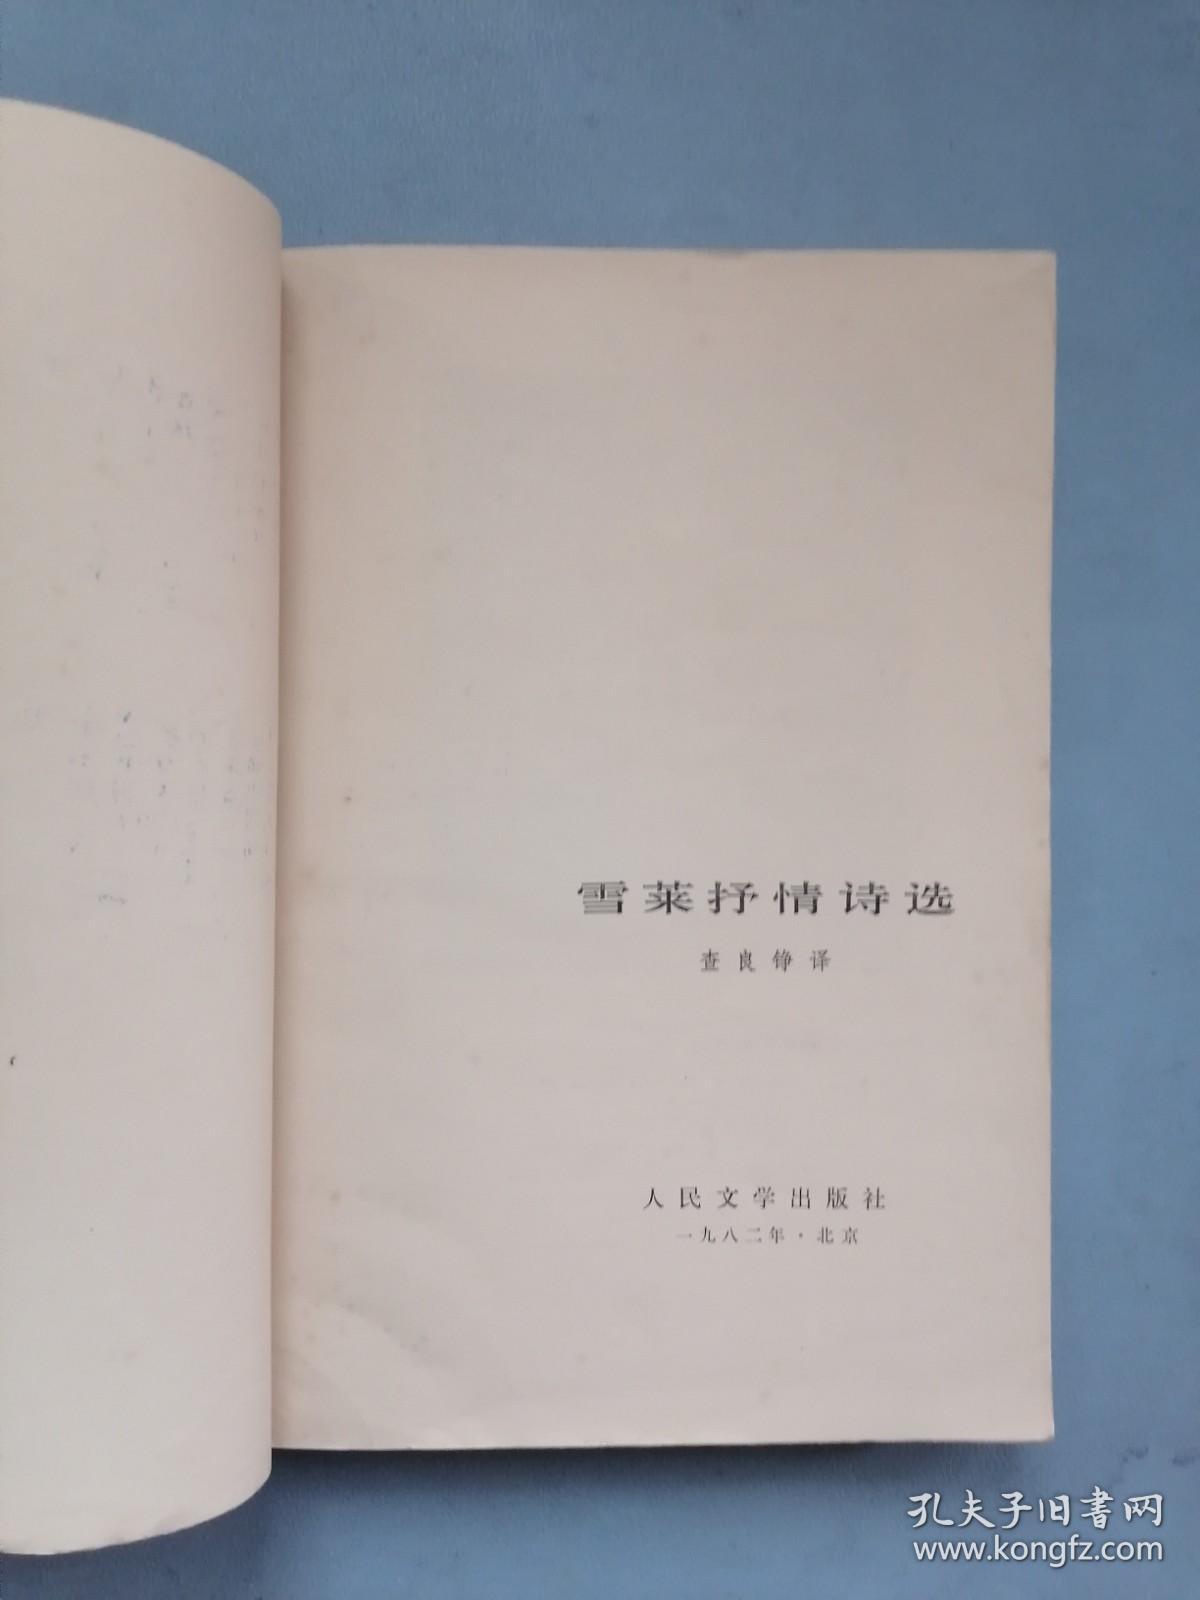 雪莱抒情诗选
查良铮译
人民文学出版社
一九八二年·北京
孔夫子旧书网
www.kongfz.com